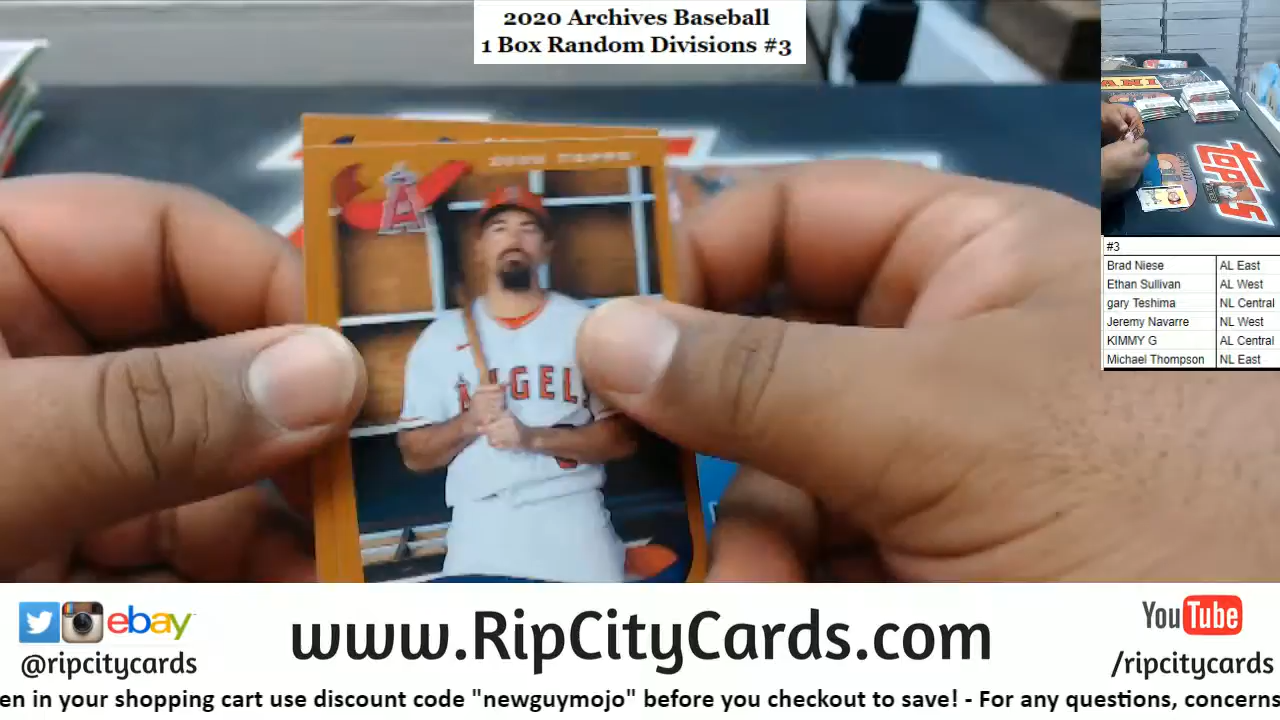 2020 Archives Baseball
1 Box Random Divisions #3
2020 TOPPS
A
ANGELS
TOPPS
#3
Brad Niese AL East
Ethan Sullivan AL West
gary Teshima NL Central
Jeremy Navarre NL West
KIMMY G AL Central
Michael Thompson NL East
ebay
@ripcitycards
www.RipCityCards.com
YouTube
/ripcitycards
en in your shopping cart use discount code "newguymojo" before you checkout to save! - For any questions, concerns